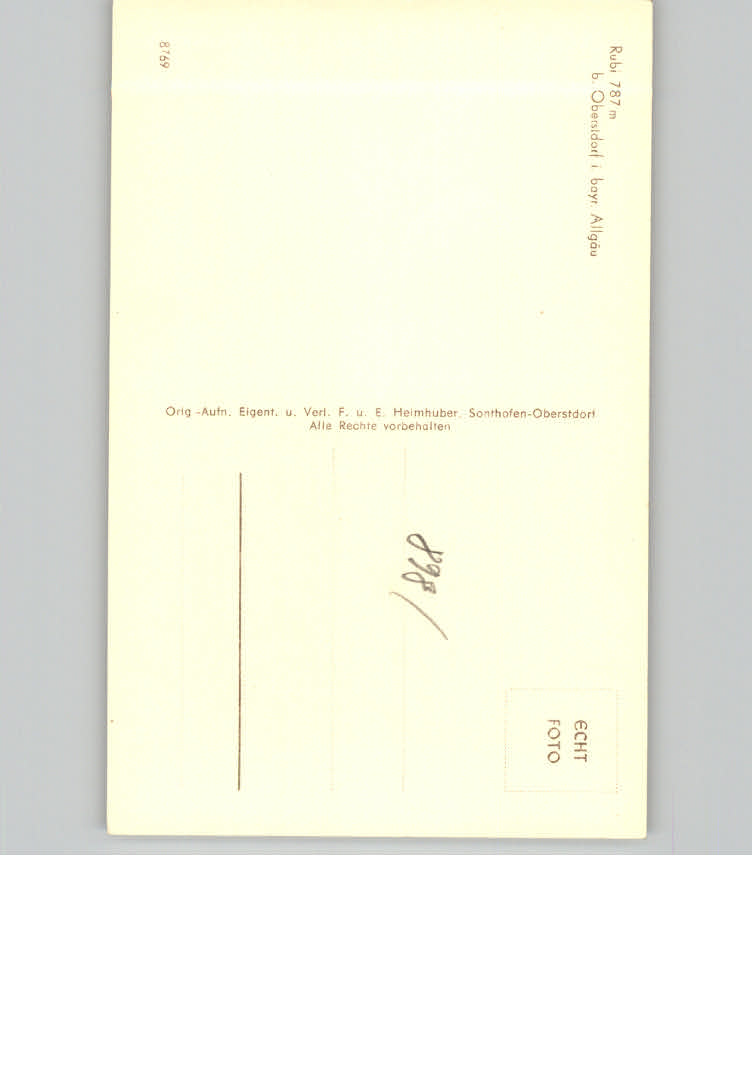 Rubi 787 m
b. Oberstdorf i. bayr. Allgäu
8769
Orig.-Aufn. Eigent. u. Verl. F. u. E. Heimhuber, Sonthofen-Oberstdorf
Alle Rechte vorbehalten
ECHT
FOTO